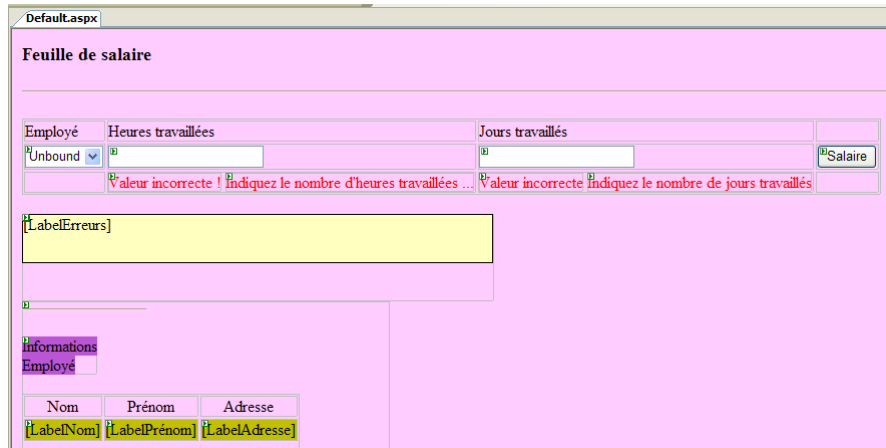 Default.aspx
Feuille de salaire
Employé Heures travaillées Jours travaillés
Unbound Salaire
Valeur incorrecte ! Indiquez le nombre d'heures travaillées ... Valeur incorrecte Indiquez le nombre de jours travaillés
[LabelErreurs]
Informations
Employé
Nom Prénom Adresse
[LabelNom] [LabelPrénom] [LabelAdresse]